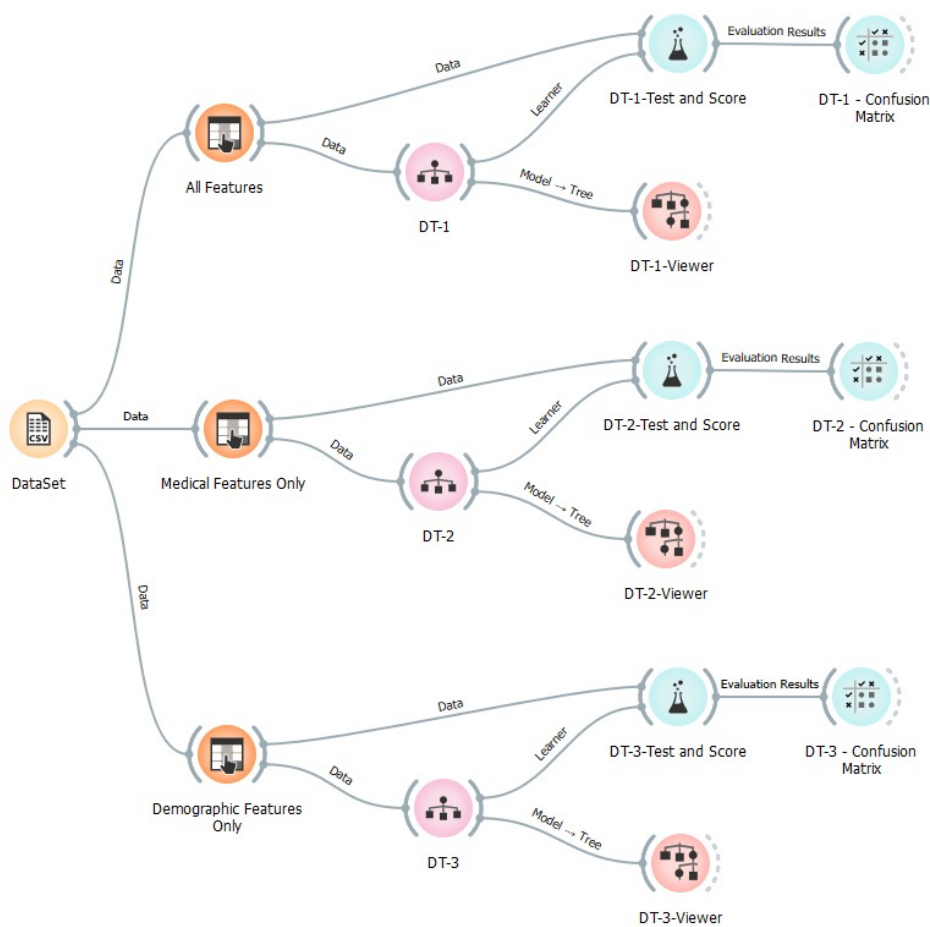 Evaluation Results
Data
Learner
DT-1-Test and Score
DT-1 - Confusion
Matrix
Data
All Features
Model → Tree
DT-1
Data
DT-1-Viewer
Evaluation Results
Data
Learner
DT-2-Test and Score
DT-2 - Confusion
Matrix
CSV
Data
Data
DataSet
Medical Features Only
Model → Tree
DT-2
DT-2-Viewer
Data
Evaluation Results
Data
Learner
DT-3-Test and Score
DT-3 - Confusion
Matrix
Data
Demographic Features
Only
Model → Tree
DT-3
DT-3-Viewer